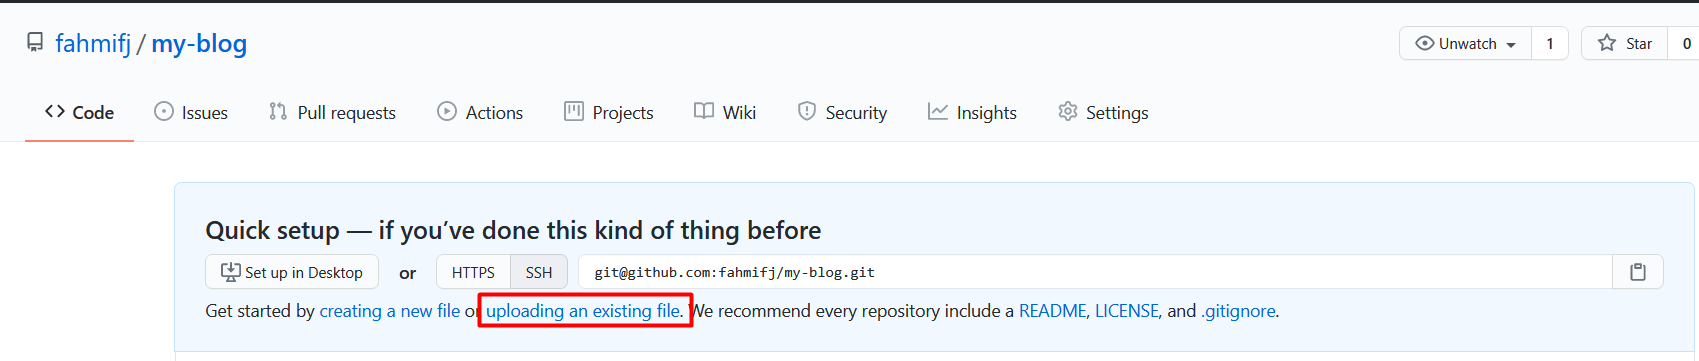 fahmifj / my-blog
Unwatch 1 Star 0
Code Issues Pull requests Actions Projects Wiki Security Insights Settings
Quick setup — if you’ve done this kind of thing before
Set up in Desktop or HTTPS SSH git@github.com:fahmifj/my-blog.git
Get started by creating a new file or uploading an existing file. We recommend every repository include a README, LICENSE, and .gitignore.